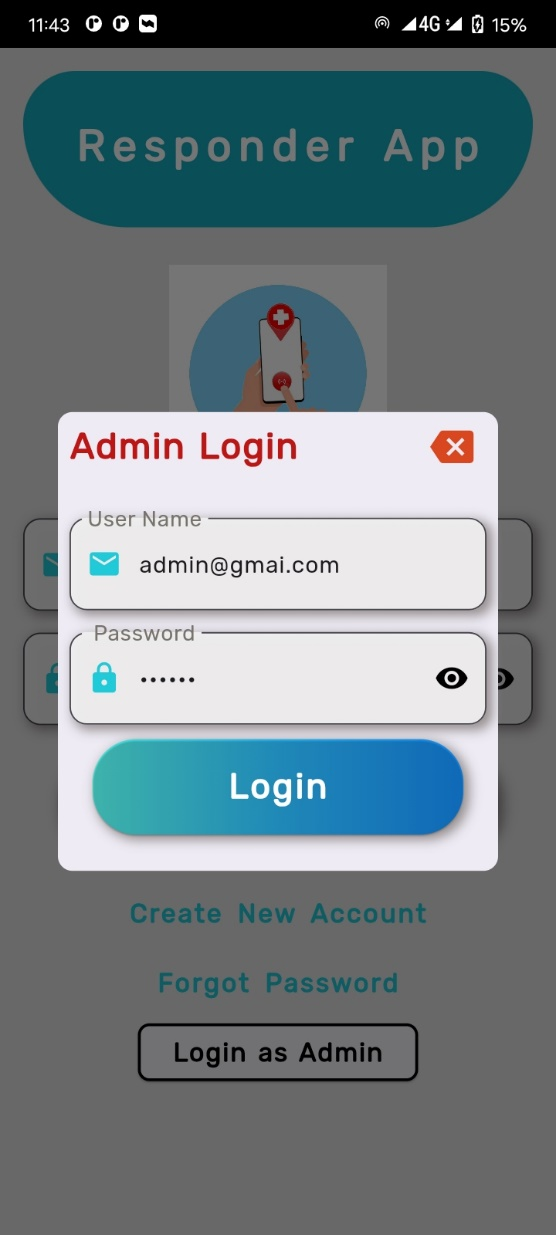 11:43 4G 15%
Responder App
Admin Login
User Name
admin@gmai.com
Password
••••••
Login
Create New Account
Forgot Password
Login as Admin